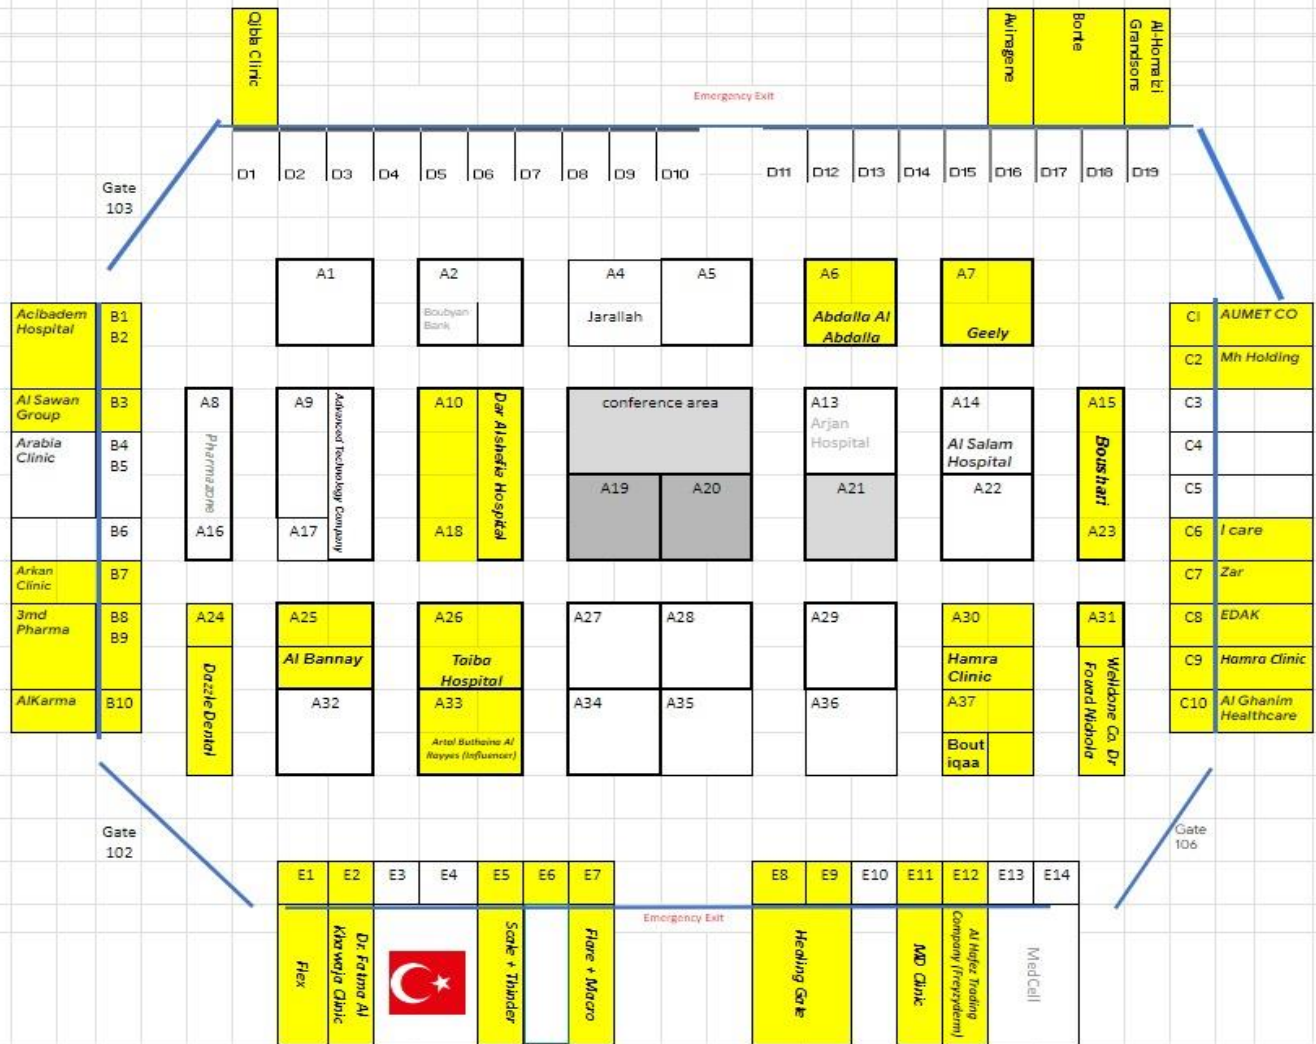 Qibla Clinic
Avinagene
Bonte
Al-Homaizi
Grandsons
Emergency Exit
D1 D2 D3 D4 D5 D6 D7 D8 D9 D10 D11 D12 D13 D14 D15 D16 D17 D18 D19
Gate
103
A1 A2 A4 A5 A6 A7
Boubyan
Bank
Jarallah
Abdalla Al
Abdalla
Geely
Acibadem
Hospital
B1
B2
CI AUMET CO
C2 Mh Holding
Al Sawan
Group
B3
A8
Pharmazone
A16
A9
Advanced Technology Company
A17
A10
Dar Alshefia Hospital
A18
conference area
A19 A20
A13
Arjan
Hospital
A21
A14
Al Salam
Hospital
A22
A15
Boushari
A23
C3
C4
C5
C6 I care
C7 Zar
Arabia
Clinic
B4
B5
B6
Arkan
Clinic
B7
3md
Pharma
B8
B9
AlKarma B10
A24
Dazzle Dental
A25
Al Bannay
A32
A26
Taiba
Hospital
A33
Artal Buthaina Al
Rayyes (Influencer)
A27 A28
A34 A35
A29
A36
A30
Hamra
Clinic
A37
Bout
iqaa
A31
Welldone Co. Dr
Fouad Nichola
C8 EDAK
C9 Hamra Clinic
C10 Al Ghanim
Healthcare
Gate
102
Gate
106
E1 E2 E3 E4 E5 E6 E7 E8 E9 E10 E11 E12 E13 E14
Emergency Exit
Flex
Dr. Fatma Al
Khawaja Clinic
Scale + Thinder
Flare + Macro
Healing Gate
MD Clinic
Al Hafez Trading
Company (Freyzyderm)
MedCell